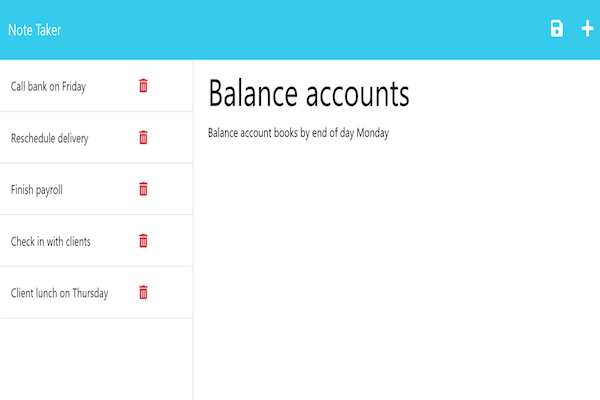 Note Taker
Call bank on Friday
Reschedule delivery
Finish payroll
Check in with clients
Client lunch on Thursday
Balance accounts
Balance account books by end of day Monday